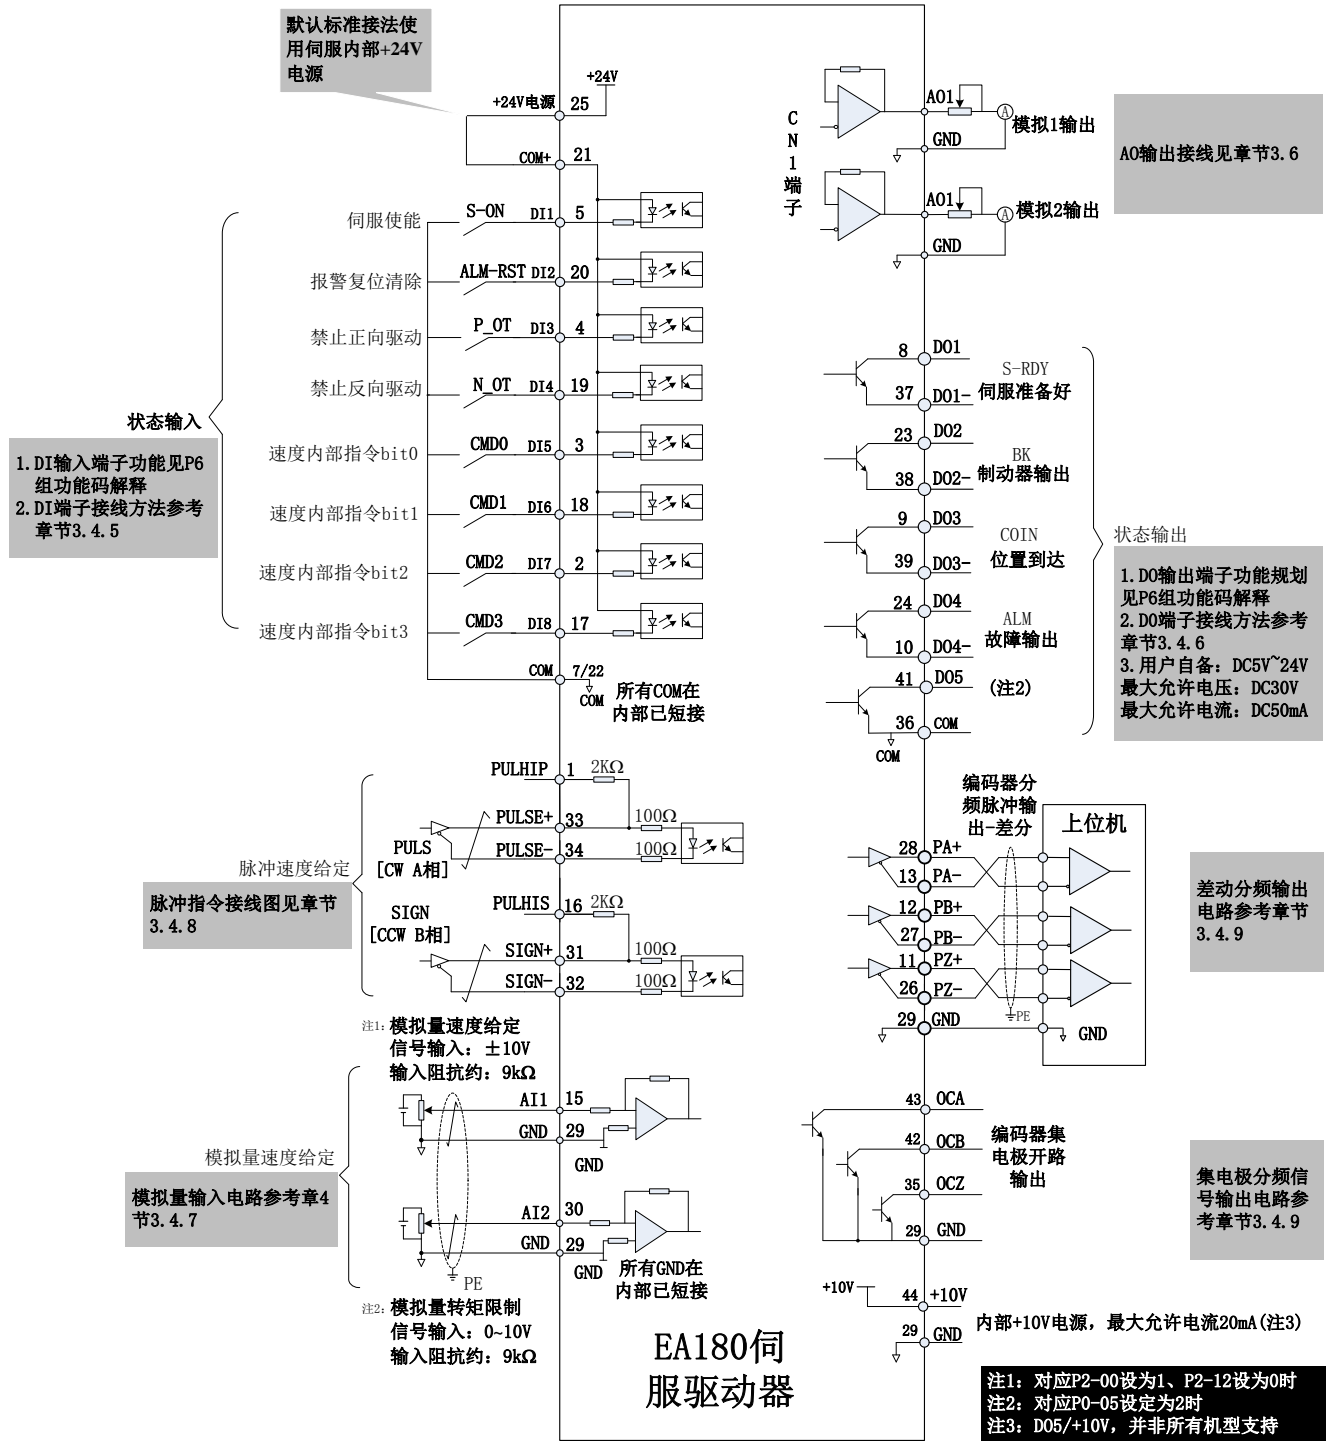 默认标准接法使
用伺服内部+24V
电源
+24V
+24V电源
25
COM+
21
伺服使能
S-ON
DI1
5
报警复位清除
ALM-RST
DI2
20
禁止正向驱动
P_OT
DI3
4
禁止反向驱动
N_OT
DI4
19
速度内部指令bit0
CMD0
DI5
3
速度内部指令bit1
CMD1
DI6
18
速度内部指令bit2
CMD2
DI7
2
速度内部指令bit3
CMD3
DI8
17
COM
7/22
COM
所有COM在
内部已短接
状态输入
1.DI输入端子功能见P6
组功能码解释
2.DI端子接线方法参考
章节3.4.5
PULHIP
1
2KΩ
PULSE+
33
100Ω
PULSE-
34
100Ω
PULS
[CW A相]
脉冲速度给定
脉冲指令接线图见章节
3.4.8
PULHIS
16
2KΩ
SIGN
[CCW B相]
SIGN+
31
100Ω
SIGN-
32
100Ω
注1:模拟量速度给定
信号输入: ±10V
输入阻抗约: 9kΩ
AI1
15
GND
29
GND
模拟量速度给定
模拟量输入电路参考章4
节3.4.7
AI2
30
GND
29
GND
PE
所有GND在
内部已短接
注2:模拟量转矩限制
信号输入: 0~10V
输入阻抗约: 9kΩ
EA180伺
服驱动器
C
N
1
端
子
AO1
A
模拟1输出
GND
AO1
A
模拟2输出
GND
AO输出接线见章节3.6
8
DO1
S-RDY
伺服准备好
37
DO1-
23
DO2
BK
制动器输出
38
DO2-
9
DO3
COIN
位置到达
39
DO3-
24
DO4
ALM
故障输出
10
DO4-
41
DO5
(注2)
36
COM
COM
状态输出
1.DO输出端子功能规划
见P6组功能码解释
2.DO端子接线方法参考
章节3.4.6
3.用户自备: DC5V~24V
最大允许电压: DC30V
最大允许电流: DC50mA
编码器分
频脉冲输
出-差分
上位机
28
PA+
13
PA-
12
PB+
27
PB-
11
PZ+
26
PZ-
PE
29
GND
GND
差动分频输出
电路参考章节
3.4.9
43
OCA
42
OCB
35
OCZ
29
GND
编码器集
电极开路
输出
集电极分频信
号输出电路参
考章节3.4.9
+10V
44
+10V
29
GND
内部+10V电源，最大允许电流20mA(注3)
注1: 对应P2-00设为1、P2-12设为0时
注2: 对应P0-05设定为2时
注3: DO5/+10V，并非所有机型支持